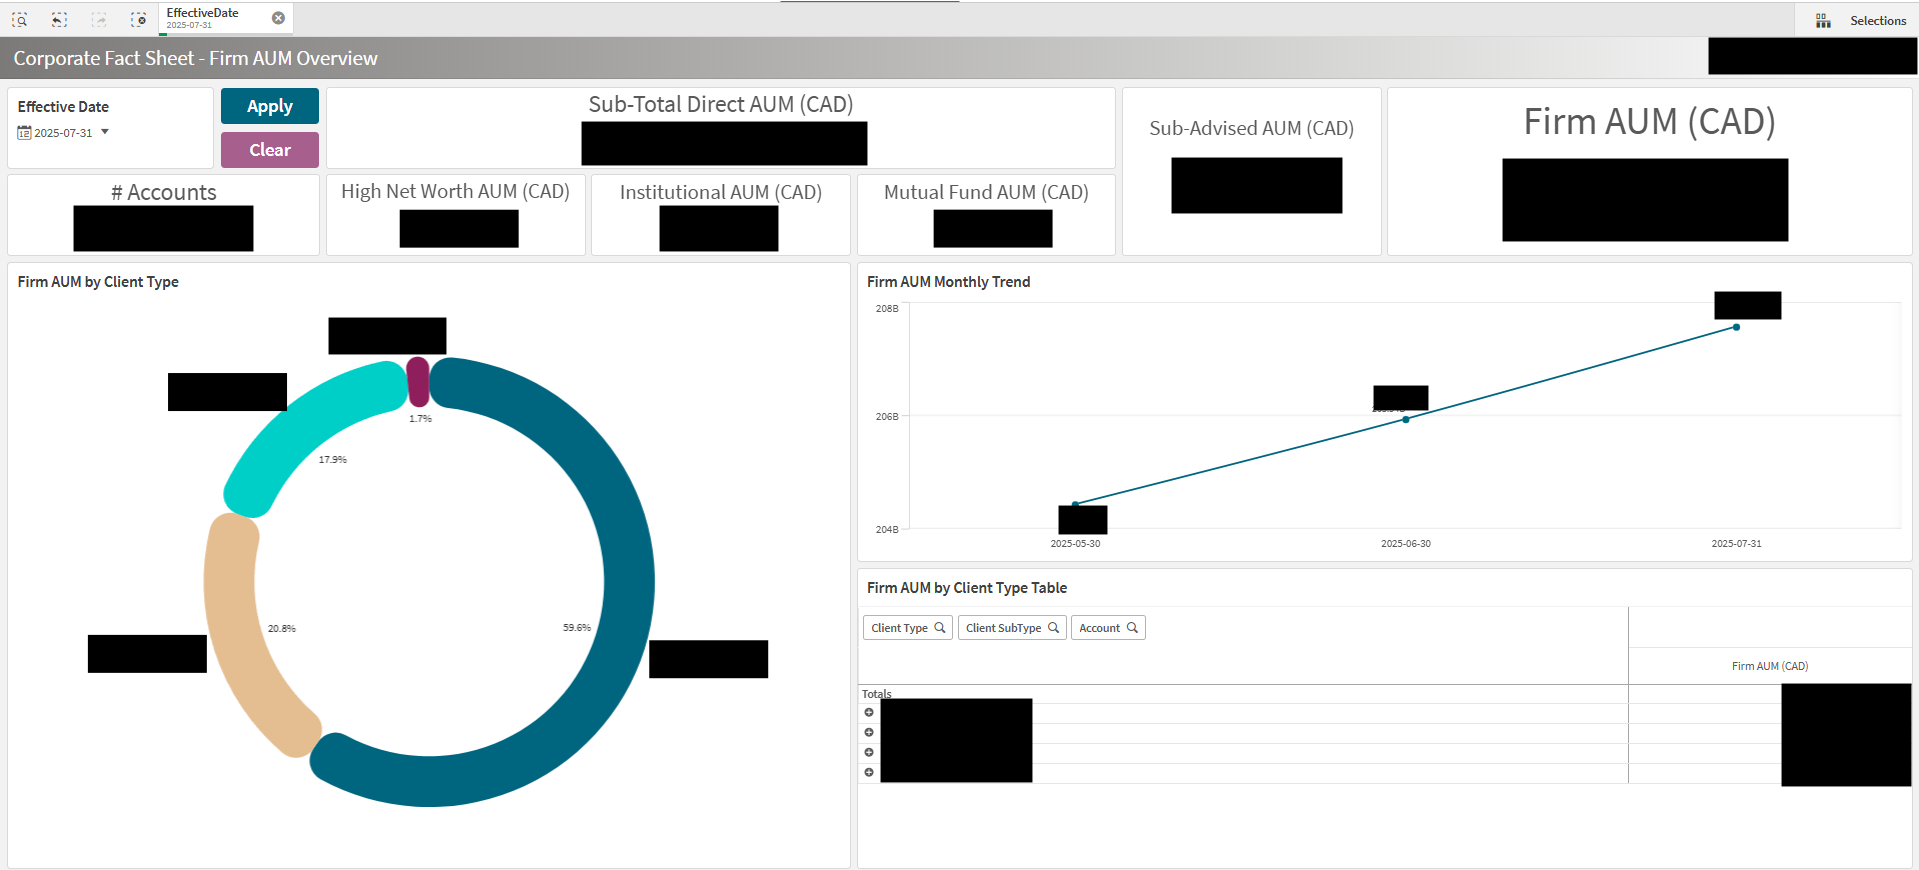 EffectiveDate
2025-07-31
Selections
Corporate Fact Sheet - Firm AUM Overview
Effective Date
2025-07-31
Apply
Clear
Sub-Total Direct AUM (CAD)
Sub-Advised AUM (CAD)
Firm AUM (CAD)
# Accounts
High Net Worth AUM (CAD)
Institutional AUM (CAD)
Mutual Fund AUM (CAD)
Firm AUM by Client Type
1.7%
17.9%
20.8%
59.6%
Firm AUM Monthly Trend
208B
206B
204B
2025-05-30
2025-06-30
2025-07-31
Firm AUM by Client Type Table
Client Type
Client SubType
Account
Firm AUM (CAD)
Totals